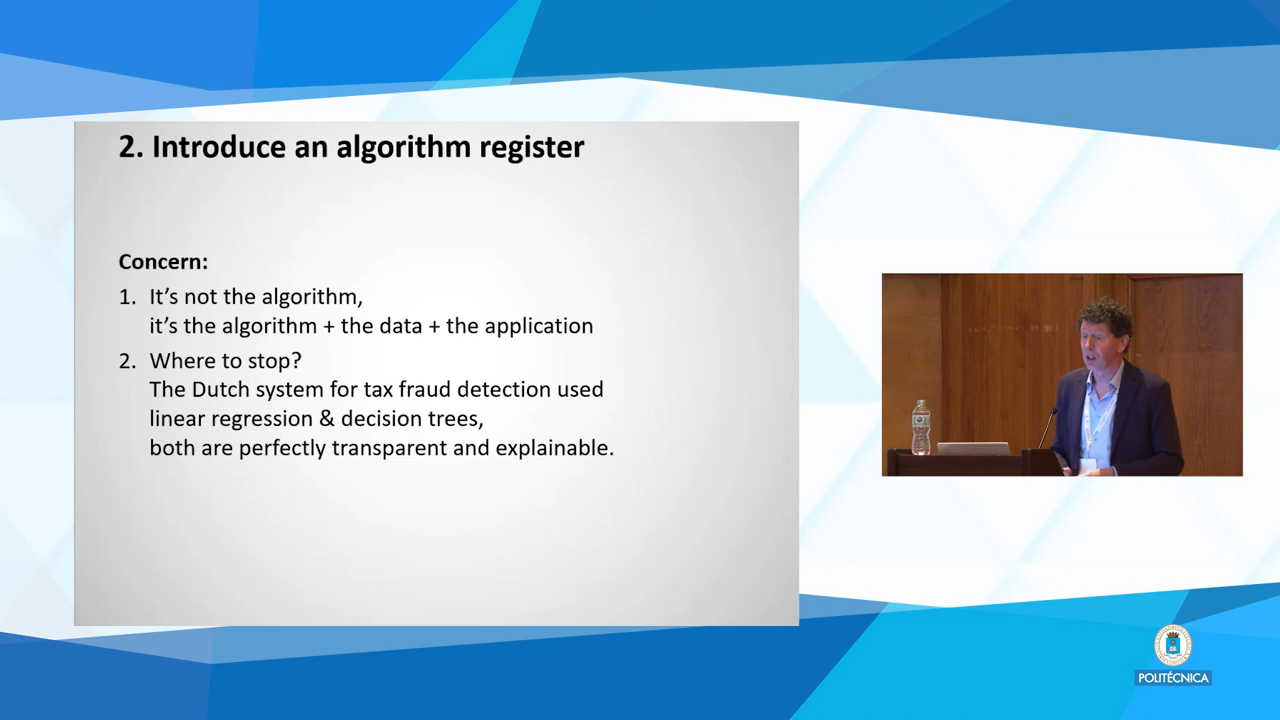 2. Introduce an algorithm register
Concern:
1. It's not the algorithm,
it's the algorithm + the data + the application
2. Where to stop?
The Dutch system for tax fraud detection used
linear regression & decision trees,
both are perfectly transparent and explainable.
POLITÉCNICA